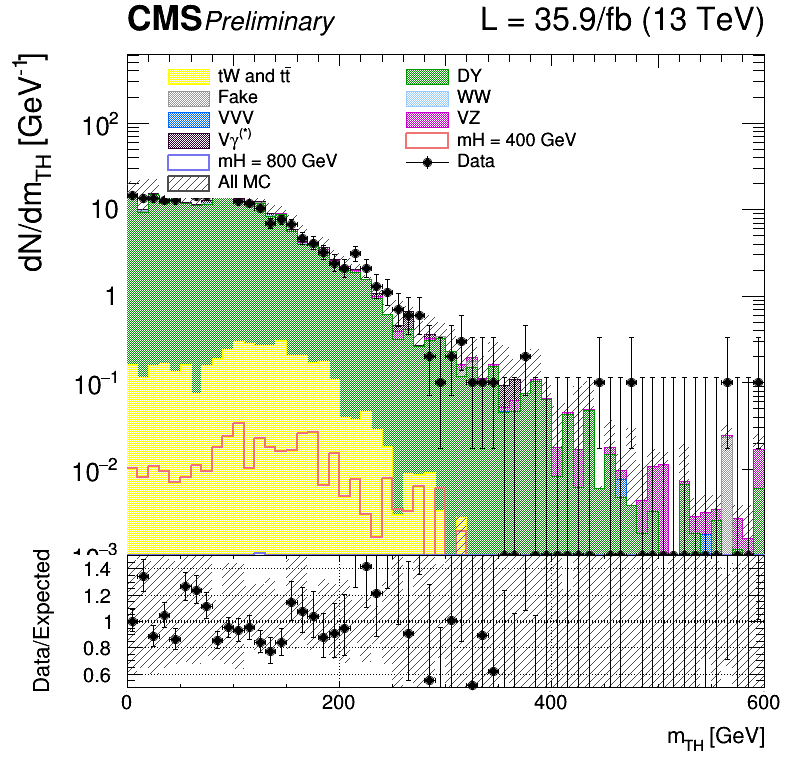 CMS Preliminary L = 35.9/fb (13 TeV)
dN/dm_TH [GeV⁻¹]
tW and tt̄
DY
Fake
WW
VVV
VZ
Vγ(*)
mH = 400 GeV
mH = 800 GeV
Data
All MC
10²
10
1
10⁻¹
10⁻²
10⁻³
Data/Expected
1.4
1.2
1
0.8
0.6
0 200 400 600
m_TH [GeV]